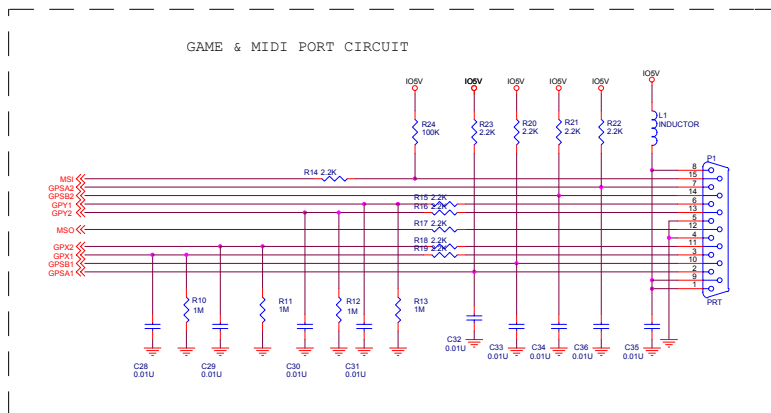 GAME & MIDI PORT CIRCUIT
IO5V IO5V IO5V IO5V IO5V IO5V
R24
100K
R23
2.2K
R20
2.2K
R21
2.2K
R22
2.2K
L1
INDUCTOR
P1
R14 2.2K
MSI
GPSA2
GPSB2
GPY1
GPY2
MSO
GPX2
GPX1
GPSB1
GPSA1
R15 2.2K
R16 2.2K
R17 2.2K
R18 2.2K
R19 2.2K
8
15
7
14
6
13
5
12
4
11
3
10
2
9
1
PRT
R10
1M
R11
1M
R12
1M
R13
1M
C28
0.01U
C29
0.01U
C30
0.01U
C31
0.01U
C32
0.01U
C33
0.01U
C34
0.01U
C36
0.01U
C35
0.01U